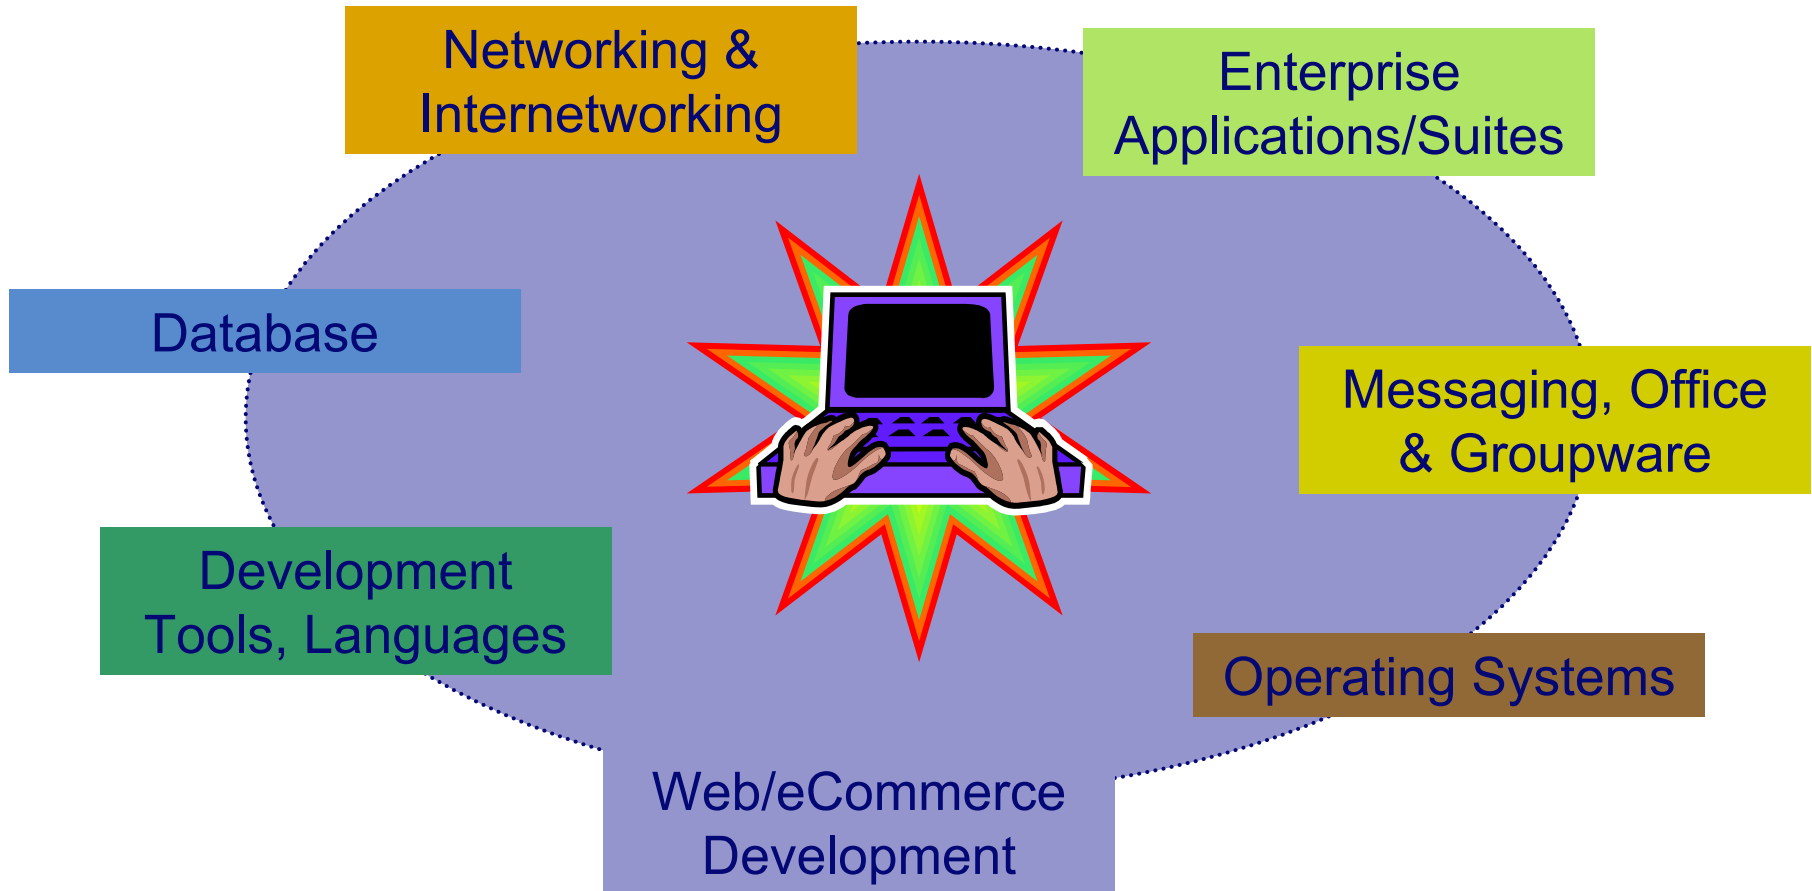 Networking &
Internetworking
Enterprise
Applications/Suites
Database
Messaging, Office
& Groupware
Development
Tools, Languages
Operating Systems
Web/eCommerce
Development